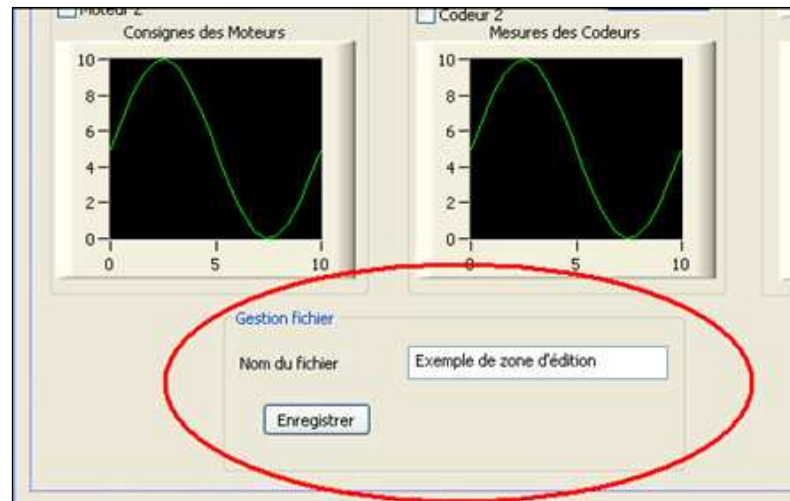 Moteur 2
Codeur 2
Consignes des Moteurs
Mesures des Codeurs
10
8
6
4
2
0
0 5 10
10
8
6
4
2
0
0 5 10
Gestion fichier
Nom du fichier
Exemple de zone d'édition
Enregistrer